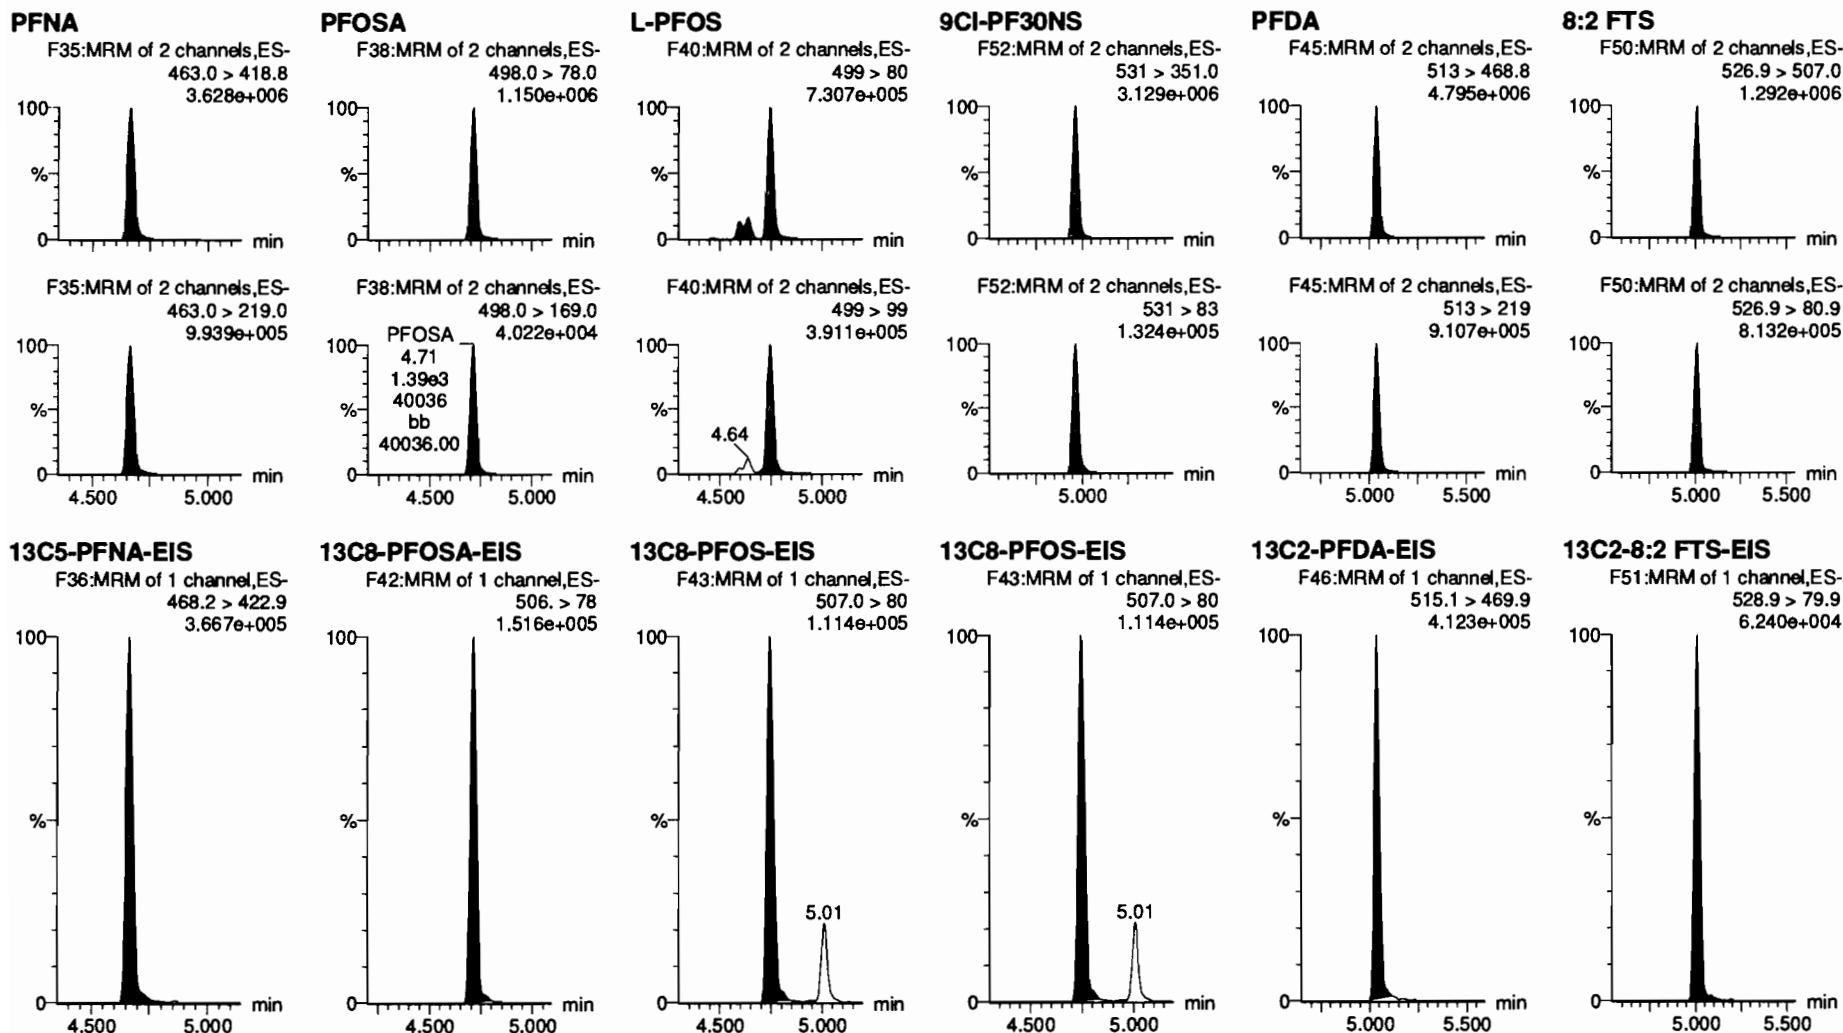 PFNA
F35:MRM of 2 channels,ES-
463.0 > 418.8
3.628e+006
100
%
0
min
F35:MRM of 2 channels,ES-
463.0 > 219.0
9.939e+005
100
%
0
min
4.500 5.000
PFOSA
F38:MRM of 2 channels,ES-
498.0 > 78.0
1.150e+006
100
%
0
min
F38:MRM of 2 channels,ES-
498.0 > 169.0
4.022e+004
PFOSA
4.71
1.39e3
40036
bb
40036.00
100
%
0
min
4.500 5.000
L-PFOS
F40:MRM of 2 channels,ES-
499 > 80
7.307e+005
100
%
0
min
F40:MRM of 2 channels,ES-
499 > 99
3.911e+005
100
%
4.64
0
min
4.500 5.000
9Cl-PF30NS
F52:MRM of 2 channels,ES-
531 > 351.0
3.129e+006
100
%
0
min
F52:MRM of 2 channels,ES-
531 > 83
1.324e+005
100
%
0
min
5.000
PFDA
F45:MRM of 2 channels,ES-
513 > 468.8
4.795e+006
100
%
0
min
F45:MRM of 2 channels,ES-
513 > 219
9.107e+005
100
%
0
min
5.000 5.500
8:2 FTS
F50:MRM of 2 channels,ES-
526.9 > 507.0
1.292e+006
100
%
0
min
F50:MRM of 2 channels,ES-
526.9 > 80.9
8.132e+005
100
%
0
min
5.000 5.500
13C5-PFNA-EIS
F36:MRM of 1 channel,ES-
468.2 > 422.9
3.667e+005
100
%
0
min
4.500 5.000
13C8-PFOSA-EIS
F42:MRM of 1 channel,ES-
506. > 78
1.516e+005
100
%
0
min
4.500 5.000
13C8-PFOS-EIS
F43:MRM of 1 channel,ES-
507.0 > 80
1.114e+005
100
%
5.01
0
min
4.500 5.000
13C8-PFOS-EIS
F43:MRM of 1 channel,ES-
507.0 > 80
1.114e+005
100
%
5.01
0
min
4.500 5.000
13C2-PFDA-EIS
F46:MRM of 1 channel,ES-
515.1 > 469.9
4.123e+005
100
%
0
min
5.000 5.500
13C2-8:2 FTS-EIS
F51:MRM of 1 channel,ES-
528.9 > 79.9
6.240e+004
100
%
0
min
5.000 5.500